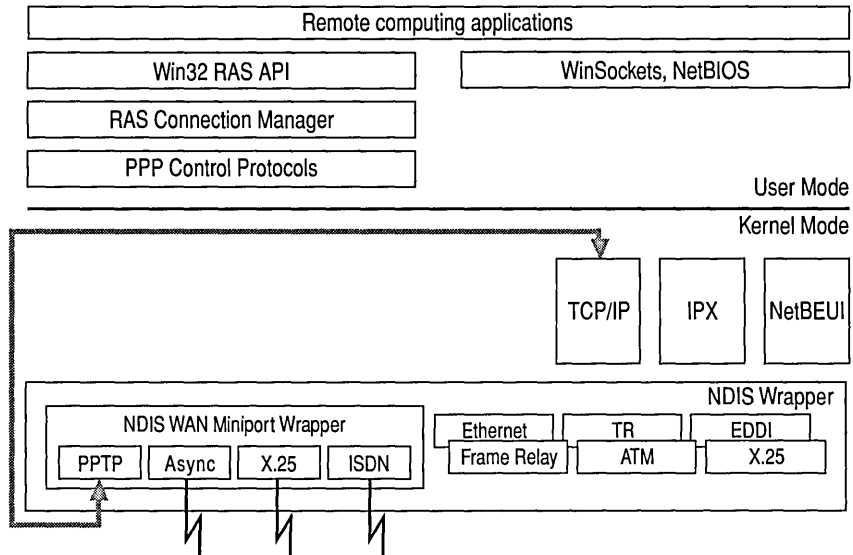 Remote computing applications
Win32 RAS API
WinSockets, NetBIOS
RAS Connection Manager
PPP Control Protocols
User Mode
Kernel Mode
TCP/IP
IPX
NetBEUI
NDIS Wrapper
NDIS WAN Miniport Wrapper
Ethernet
TR
EDDI
PPTP
Async
X.25
ISDN
Frame Relay
ATM
X.25